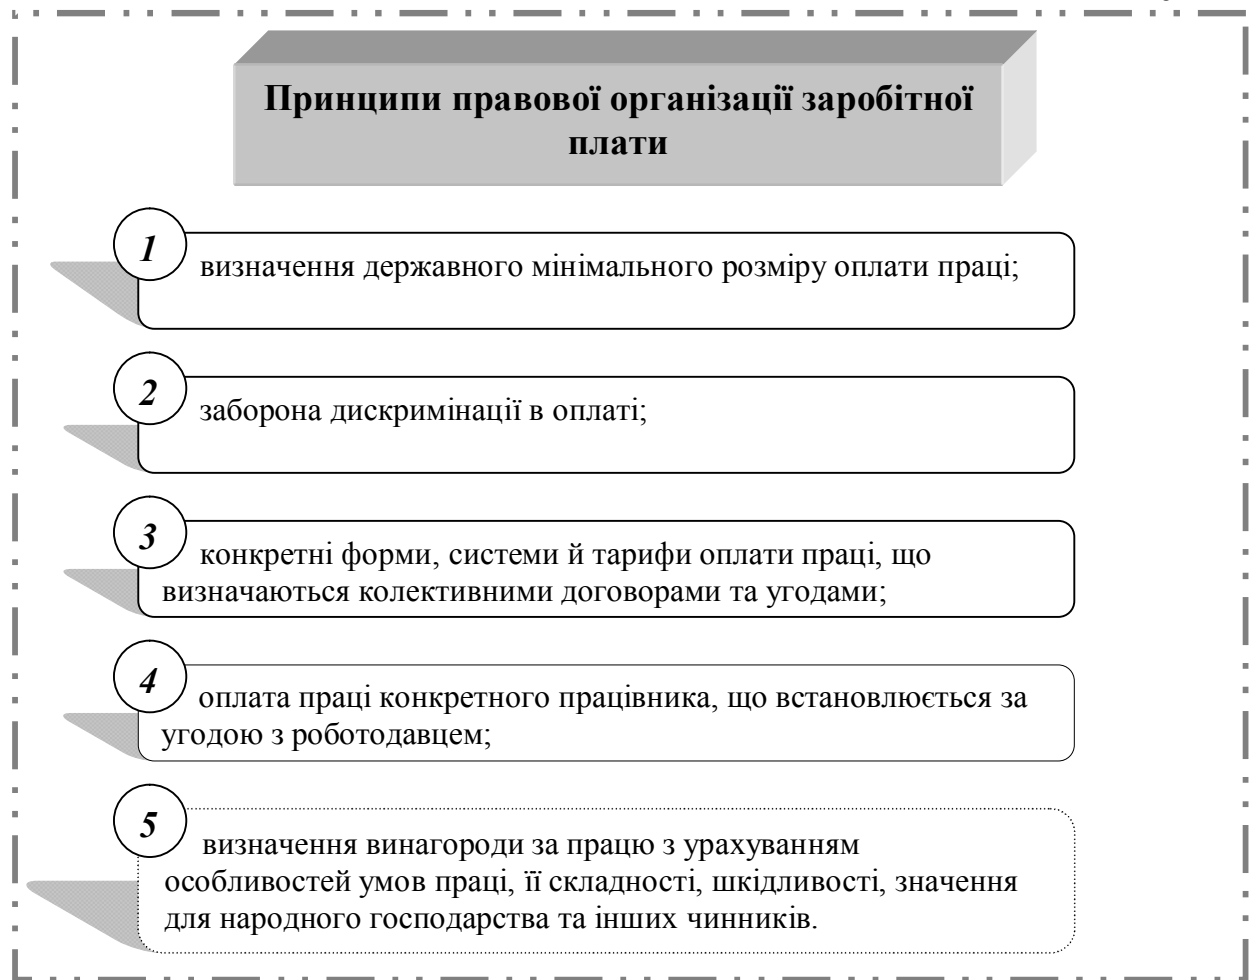 Принципи правової організації заробітної
плати
1
визначення державного мінімального розміру оплати праці;
2
заборона дискримінації в оплаті;
3
конкретні форми, системи й тарифи оплати праці, що
визначаються колективними договорами та угодами;
4
оплата праці конкретного працівника, що встановлюється за
угодою з роботодавцем;
5
визначення винагороди за працю з урахуванням
особливостей умов праці, її складності, шкідливості, значення
для народного господарства та інших чинників.